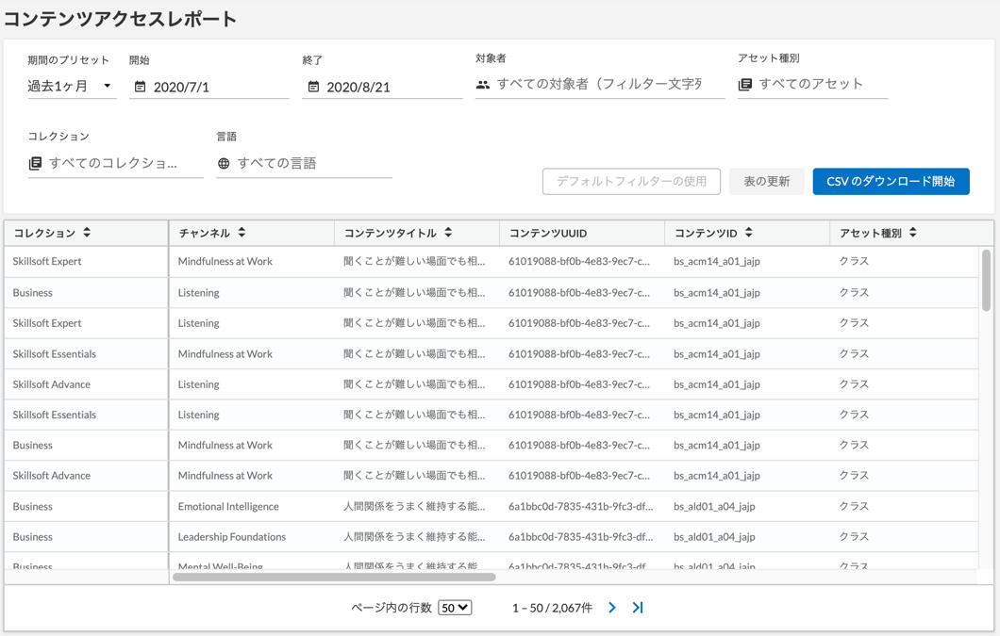 コンテンツアクセスレポート
期間のプリセット 開始 終了 対象者 アセット種別
過去1ヶ月 2020/7/1 2020/8/21 すべての対象者（フィルター文字列 すべてのアセット
コレクション 言語
すべてのコレクショ... すべての言語
デフォルトフィルターの使用 表の更新 CSV のダウンロード開始
コレクション チャンネル コンテンツタイトル コンテンツUUID コンテンツID アセット種別
Skillsoft Expert Mindfulness at Work 聞くことが難しい場面でも相... 61019088-bf0b-4e83-9ec7-c... bs_acm14_a01_jajp クラス
Business Listening 聞くことが難しい場面でも相... 61019088-bf0b-4e83-9ec7-c... bs_acm14_a01_jajp クラス
Skillsoft Expert Listening 聞くことが難しい場面でも相... 61019088-bf0b-4e83-9ec7-c... bs_acm14_a01_jajp クラス
Skillsoft Essentials Mindfulness at Work 聞くことが難しい場面でも相... 61019088-bf0b-4e83-9ec7-c... bs_acm14_a01_jajp クラス
Skillsoft Advance Listening 聞くことが難しい場面でも相... 61019088-bf0b-4e83-9ec7-c... bs_acm14_a01_jajp クラス
Skillsoft Essentials Listening 聞くことが難しい場面でも相... 61019088-bf0b-4e83-9ec7-c... bs_acm14_a01_jajp クラス
Business Mindfulness at Work 聞くことが難しい場面でも相... 61019088-bf0b-4e83-9ec7-c... bs_acm14_a01_jajp クラス
Skillsoft Advance Mindfulness at Work 聞くことが難しい場面でも相... 61019088-bf0b-4e83-9ec7-c... bs_acm14_a01_jajp クラス
Business Emotional Intelligence 人間関係をうまく維持する能... 6a1bbc0d-7835-431b-9fc3-df... bs_ald01_a04_jajp クラス
Business Leadership Foundations 人間関係をうまく維持する能... 6a1bbc0d-7835-431b-9fc3-df... bs_ald01_a04_jajp クラス
Business Mental Well-Being 人間関係をうまく維持する能... 6a1bbc0d-7835-431b-9fc3-df... bs_ald01_a04_jajp クラス
ページ内の行数 50 1 – 50 / 2,067件